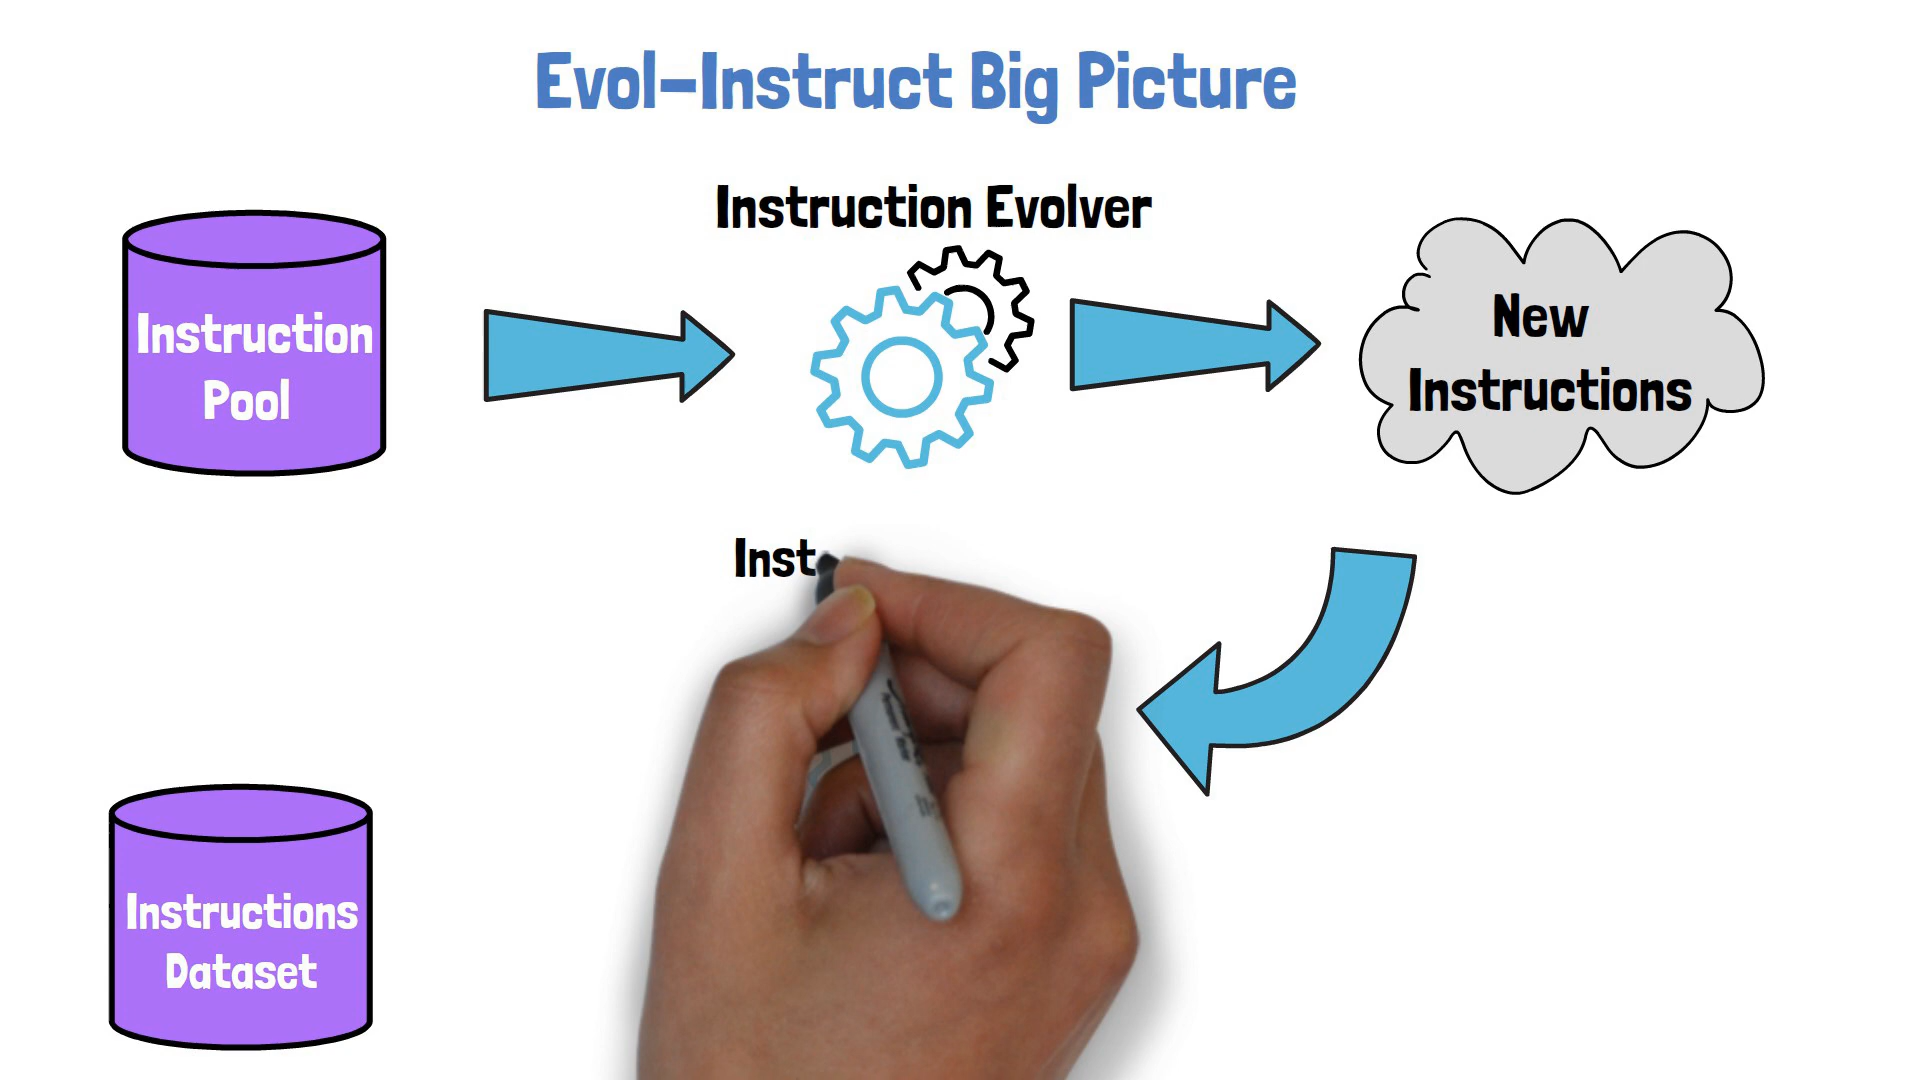 Evol-Instruct Big Picture
Instruction Evolver
Instruction
Pool
New
Instructions
Inst
Instructions
Dataset